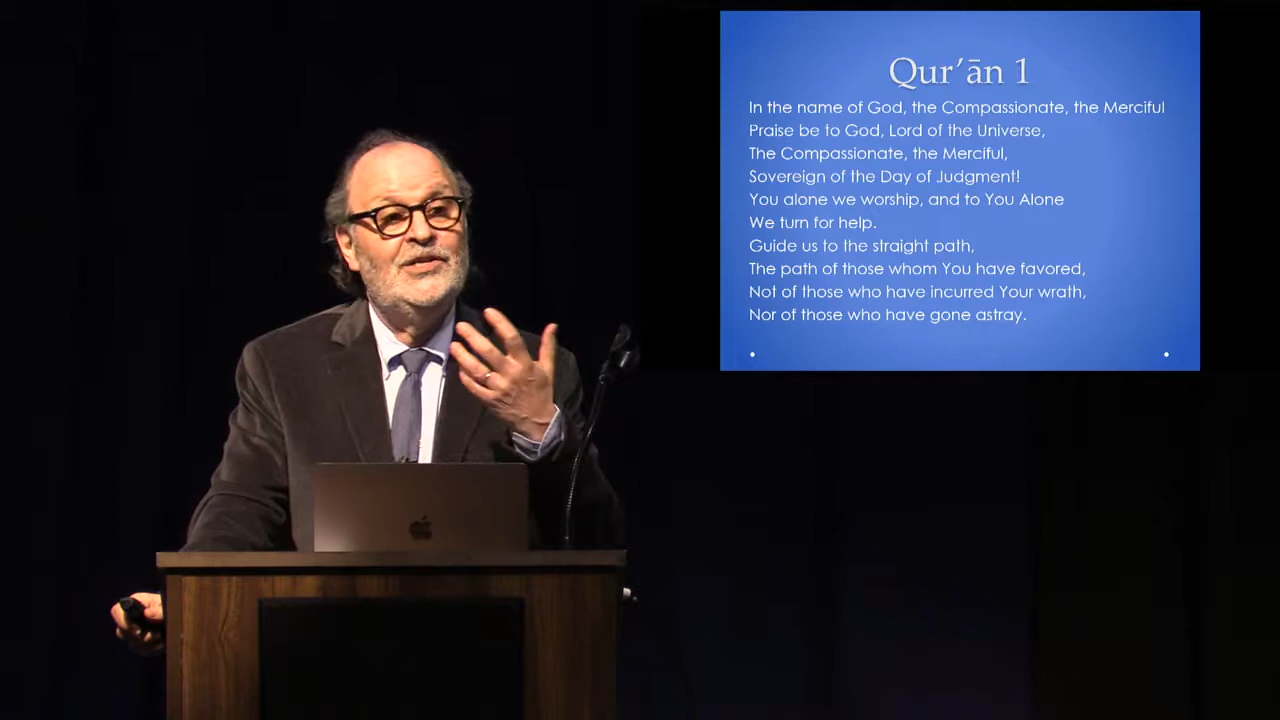 Qur’ān 1
In the name of God, the Compassionate, the Merciful
Praise be to God, Lord of the Universe,
The Compassionate, the Merciful,
Sovereign of the Day of Judgment!
You alone we worship, and to You Alone
We turn for help.
Guide us to the straight path,
The path of those whom You have favored,
Not of those who have incurred Your wrath,
Nor of those who have gone astray.